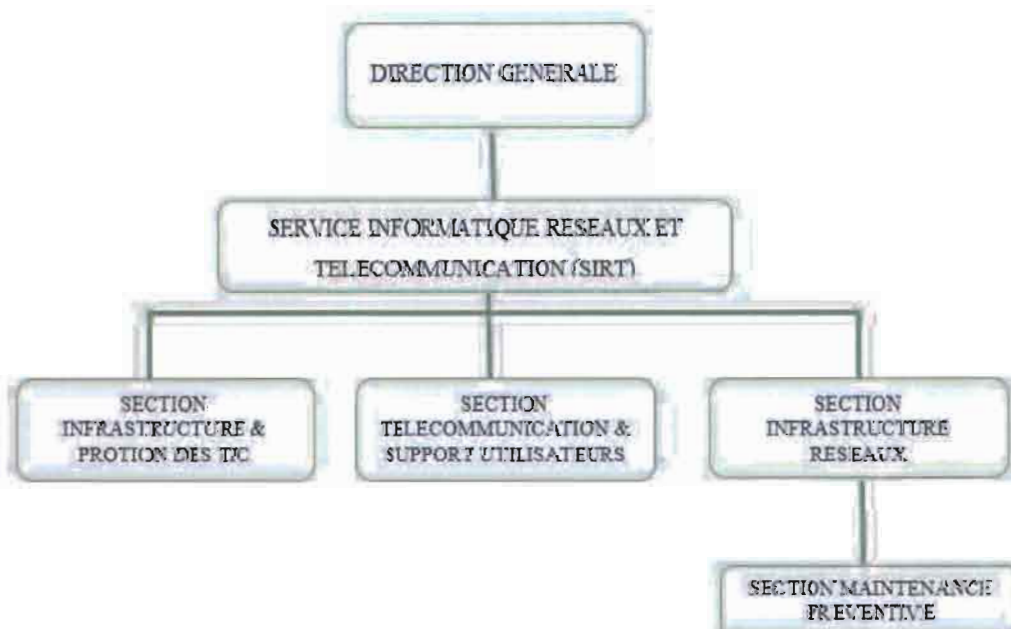 DIRECTION GENERALE
SERVICE INFORMATIQUE RESEAUX ET
TELECOMMUNICATION (SIRT)
SECTION
INFRASTRUCTURE &
PROTION DES TIC
SECTION
TELECOMMUNICATION &
SUPPORT UTILISATEURS
SECTION
INFRASTRUCTURE
RESEAUX
SECTION MAINTENANCE
PREVENTIVE